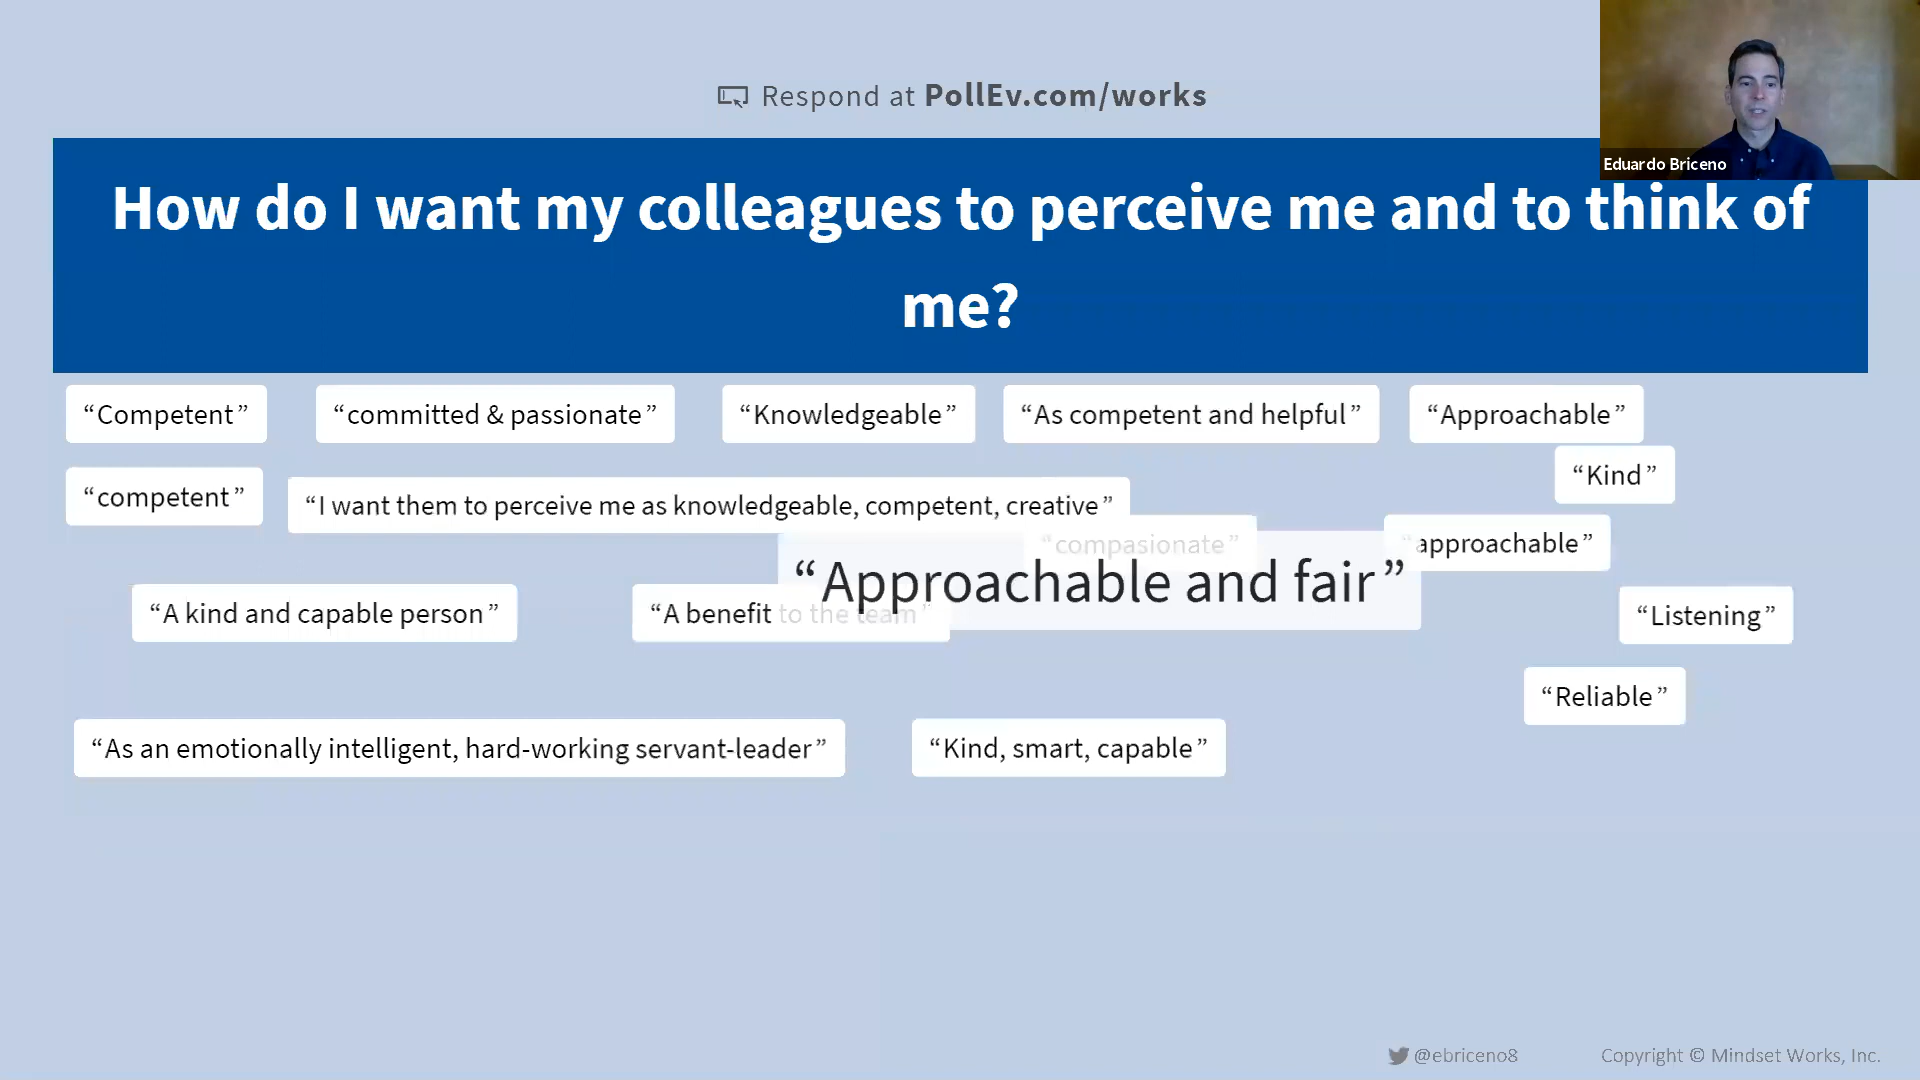 Respond at PollEv.com/works
Eduardo Briceno
How do I want my colleagues to perceive me and to think of
me?
“Competent”
“committed & passionate”
“Knowledgeable”
“As competent and helpful”
“Approachable”
“Kind”
“competent”
“I want them to perceive me as knowledgeable, competent, creative”
“compasionate”
“approachable”
“Approachable and fair”
“A kind and capable person”
“A benefit to the team”
“Listening”
“Reliable”
“As an emotionally intelligent, hard-working servant-leader”
“Kind, smart, capable”
@ebriceno8
Copyright © Mindset Works, Inc.